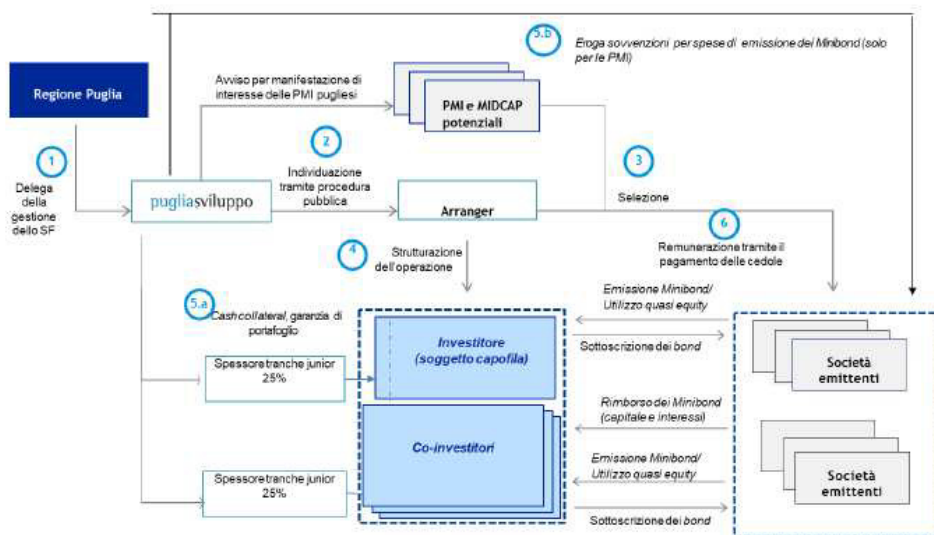 5.b
Eroga sovvenzioni per spese di emissione dei Minibond (solo
per le PMI)
Regione Puglia
Avviso per manifestazione di
interesse delle PMI pugliesi
PMI e MIDCAP
potenziali
1
2
3
Delega
della
gestione
dello SF
pugliasviluppo
Individuazione
tramite procedura
pubblica
Arranger
Selezione
6
4
Strutturazione
dell'operazione
Remunerazione tramite il
pagamento delle cedole
5.a
Cash collateral, garanzia di
portafoglio
Emissione Minibond/
Utilizzo quasi equity
Investitore
(soggetto capofila)
Sottoscrizione dei bond
Società
emittenti
Spessore tranche junior
25%
Rimborso dei Minibond
(capitale e interessi)
Co-investitori
Emissione Minibond/
Utilizzo quasi equity
Società
emittenti
Spessore tranche junior
25%
Sottoscrizione dei bond